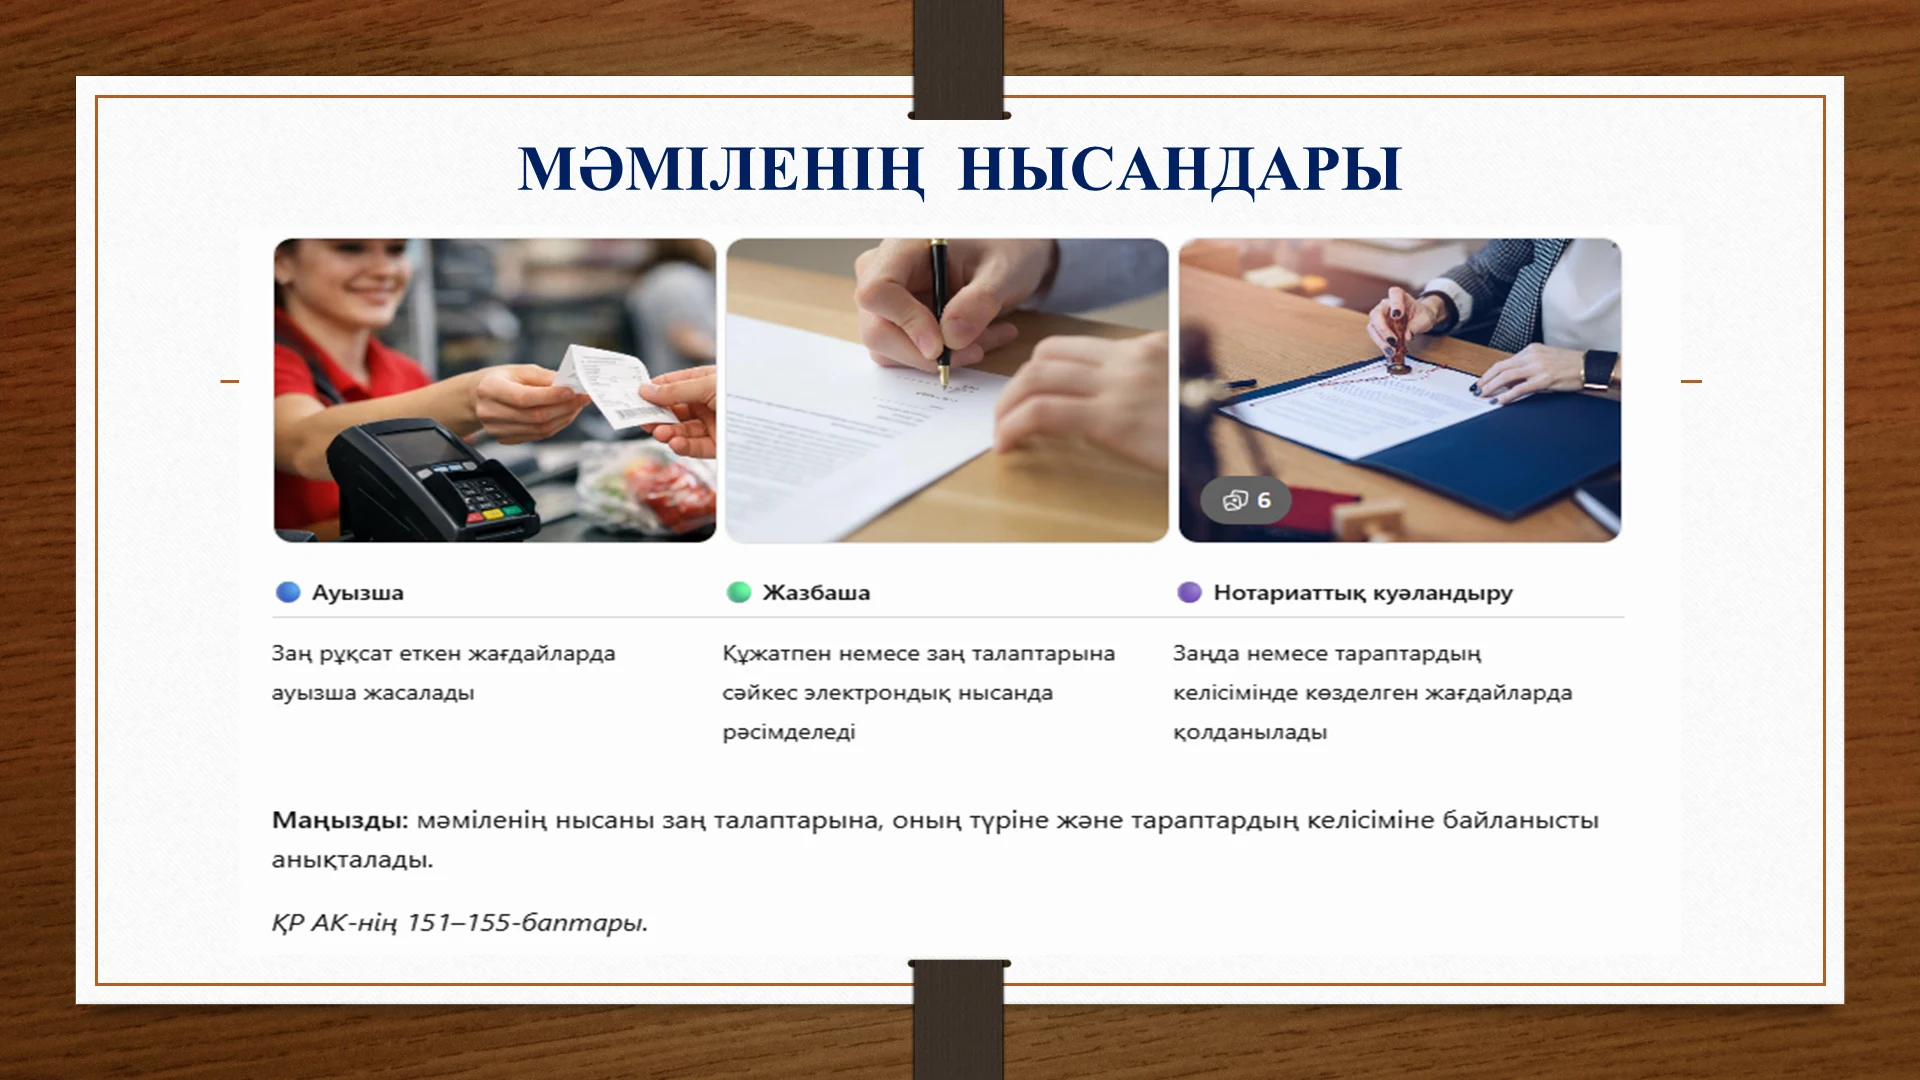 МӘМІЛЕНІҢ НЫСАНДАРЫ
6
Ауызша
Заң рұқсат еткен жағдайларда
ауызша жасалады
Жазбаша
Құжатпен немесе заң талаптарына
сәйкес электрондық нысанда
рәсімделеді
Нотариаттық куәландыру
Заңда немесе тараптардың
келісімінде көзделген жағдайларда
қолданылады
Маңызды: мәміленің нысаны заң талаптарына, оның түріне және тараптардың келісіміне байланысты
анықталады.
ҚР АК-нің 151–155-баптары.